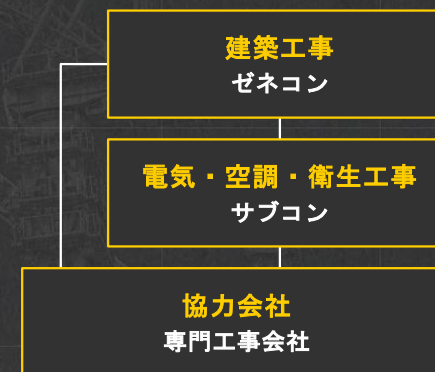 建築工事
ゼネコン
電気・空調・衛生工事
サブコン
協力会社
専門工事会社